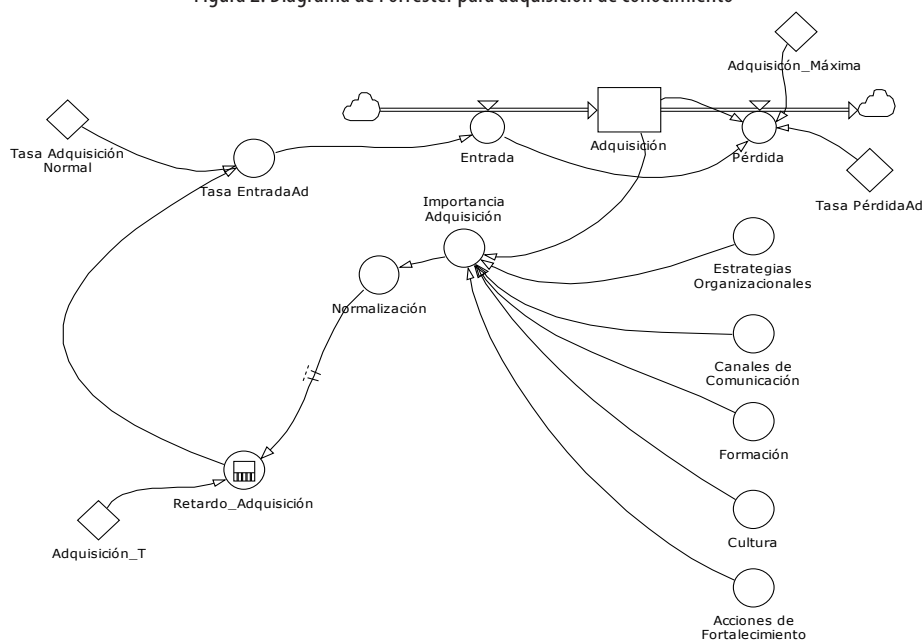 Figura 2. Diagrama de Forrester para adquisición de conocimiento
Adquisicón_Máxima
Tasa Adquisición
Normal
Tasa EntradaAd
Entrada
Adquisición
Pérdida
Tasa PérdidaAd
Importancia
Adquisición
Normalización
Estrategias
Organizacionales
Canales de
Comunicación
Formación
Retardo_Adquisición
Cultura
Adquisición_T
Acciones de
Fortalecimiento